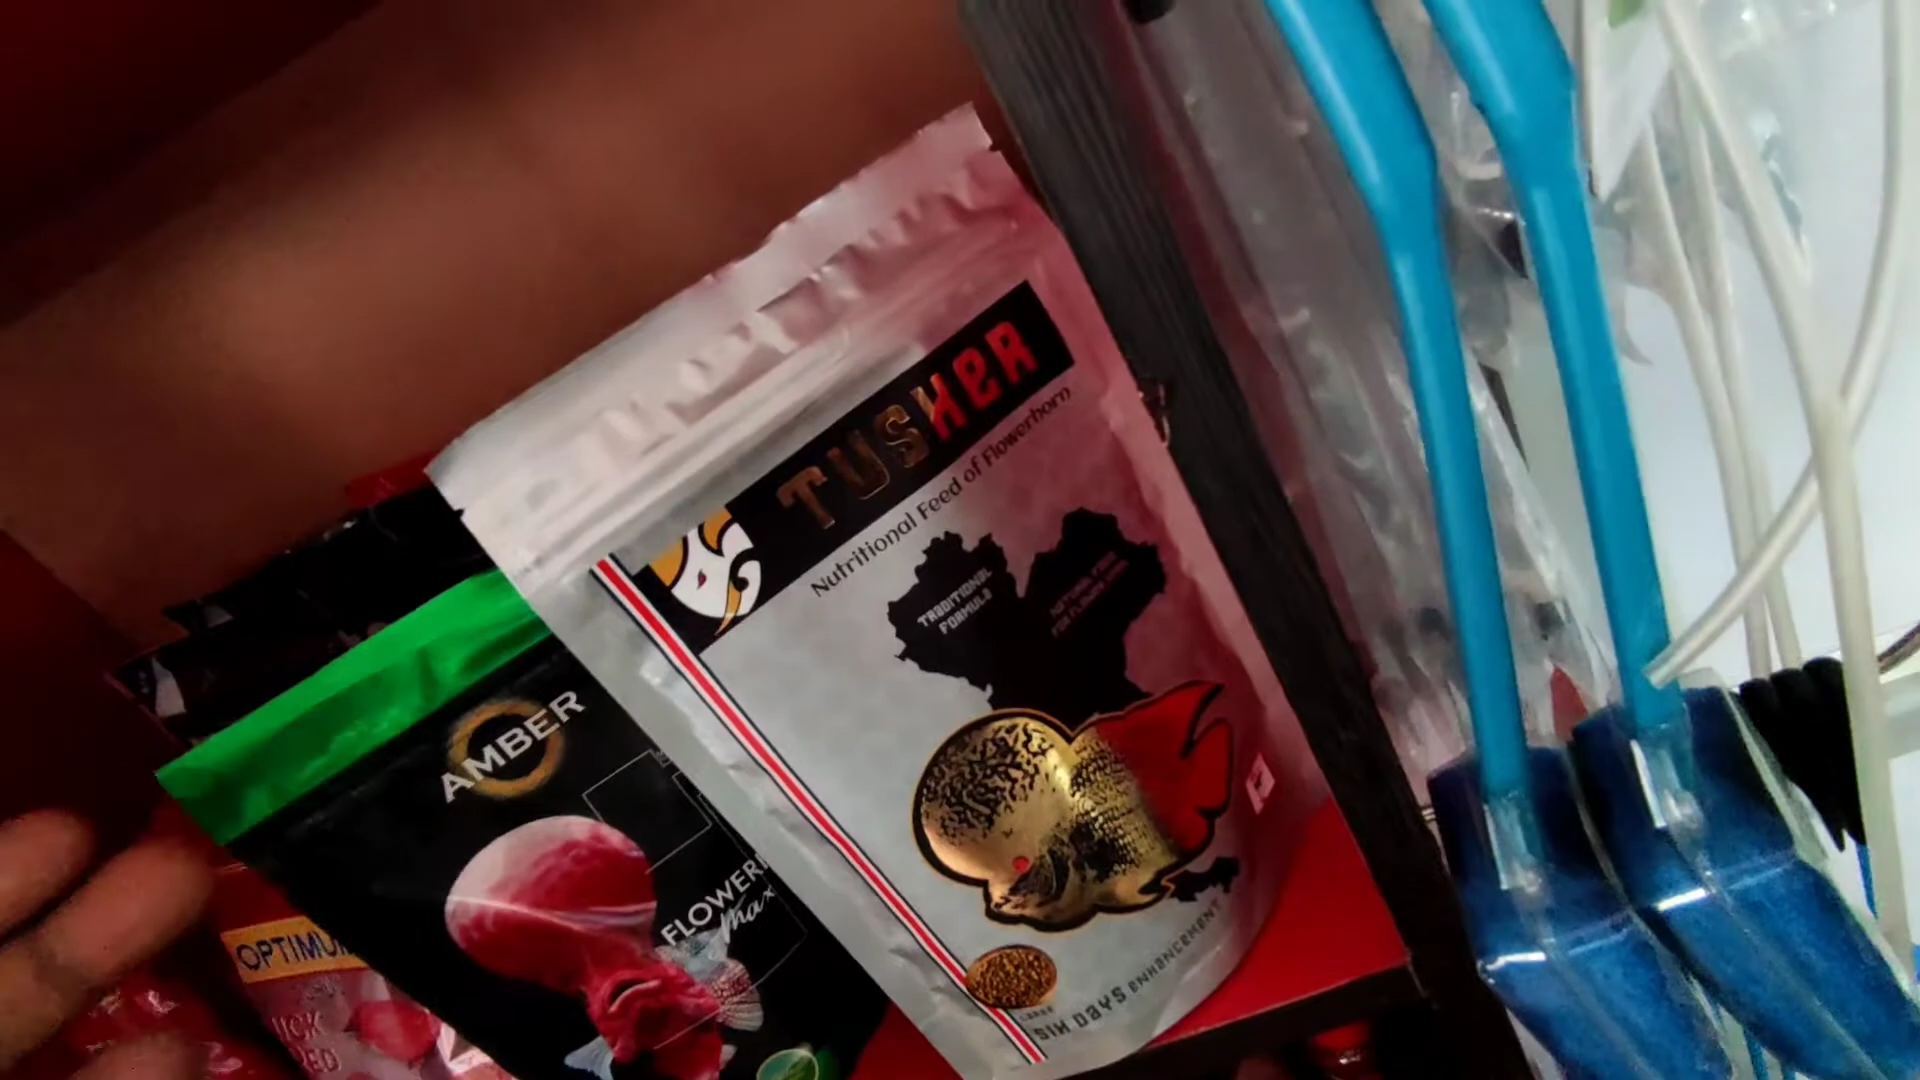 TUSKER
Nutritional Feed of Flowerhorn
TRADITIONAL
FORMULA
SIX DAYS ENHANCEMENT
AMBER
FLOWER
Max
OPTIMUM